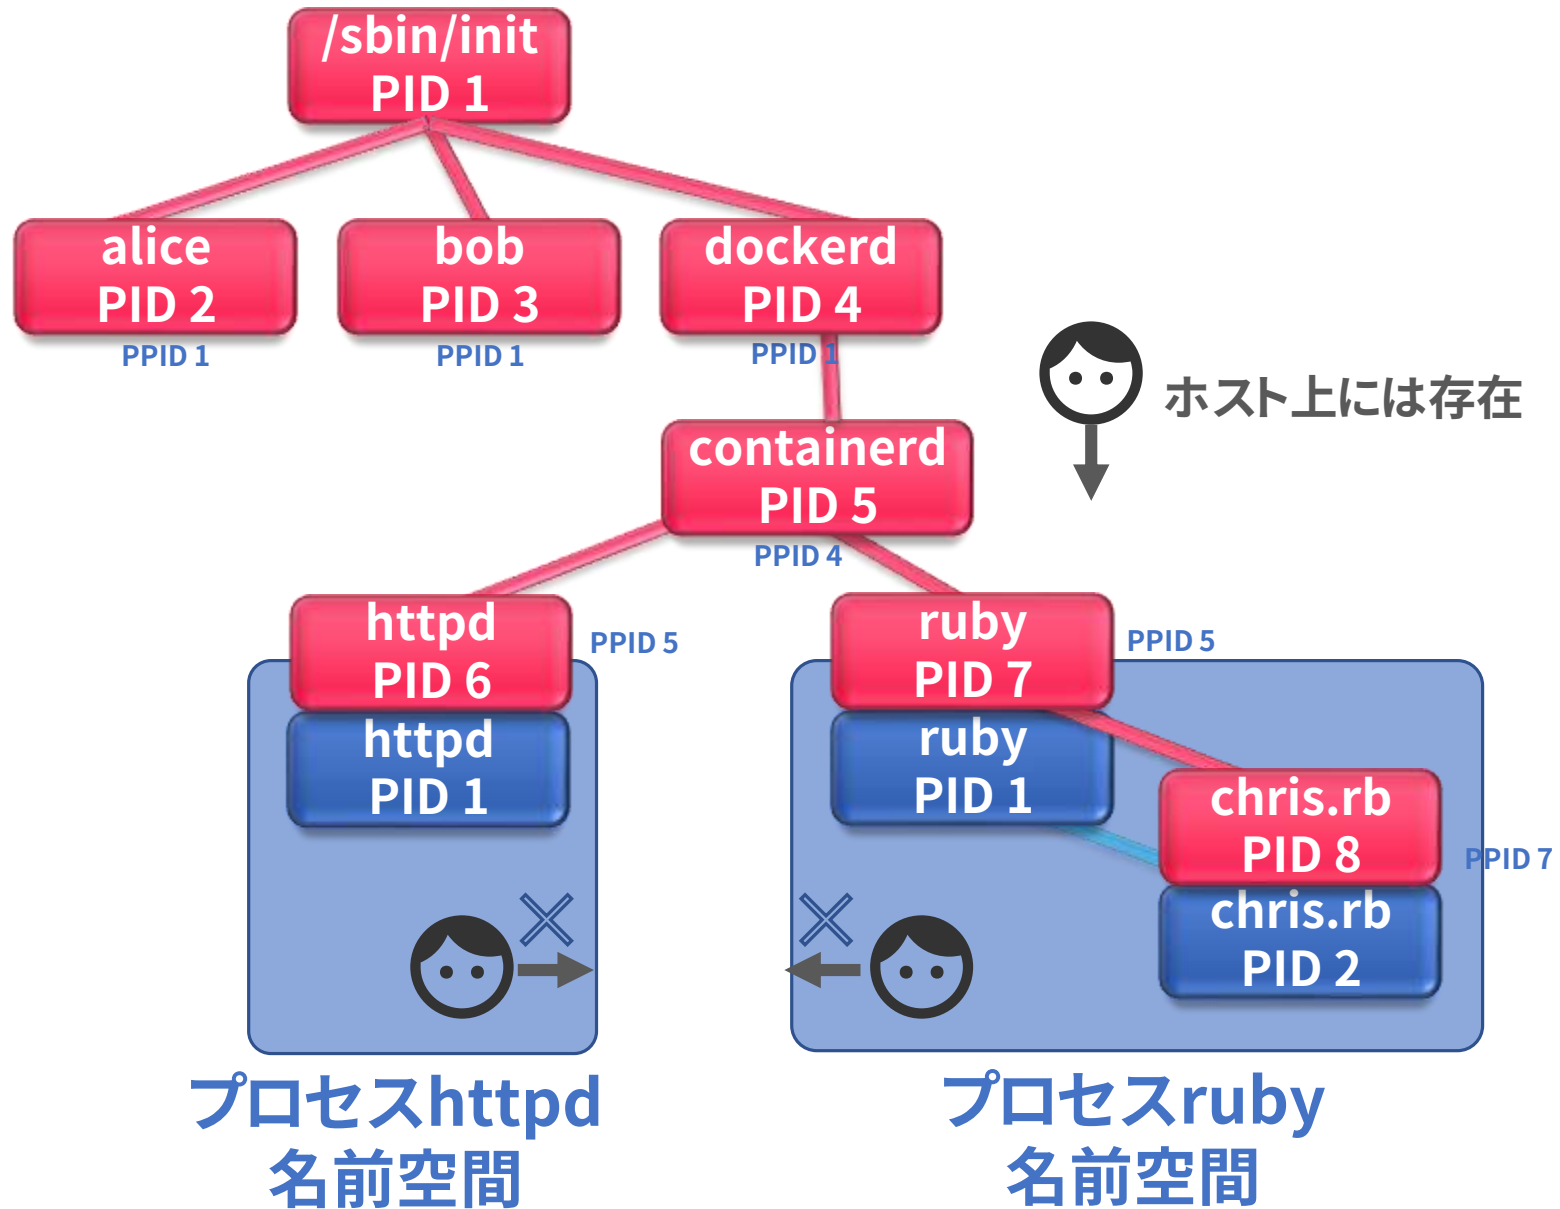 /sbin/init
PID 1
alice
PID 2
PPID 1
bob
PID 3
PPID 1
dockerd
PID 4
PPID 1
ホスト上には存在
containerd
PID 5
PPID 4
httpd
PID 6
PPID 5
httpd
PID 1
ruby
PID 7
PPID 5
ruby
PID 1
chris.rb
PID 8
PPID 7
chris.rb
PID 2
プロセスhttpd
名前空間
プロセスruby
名前空間